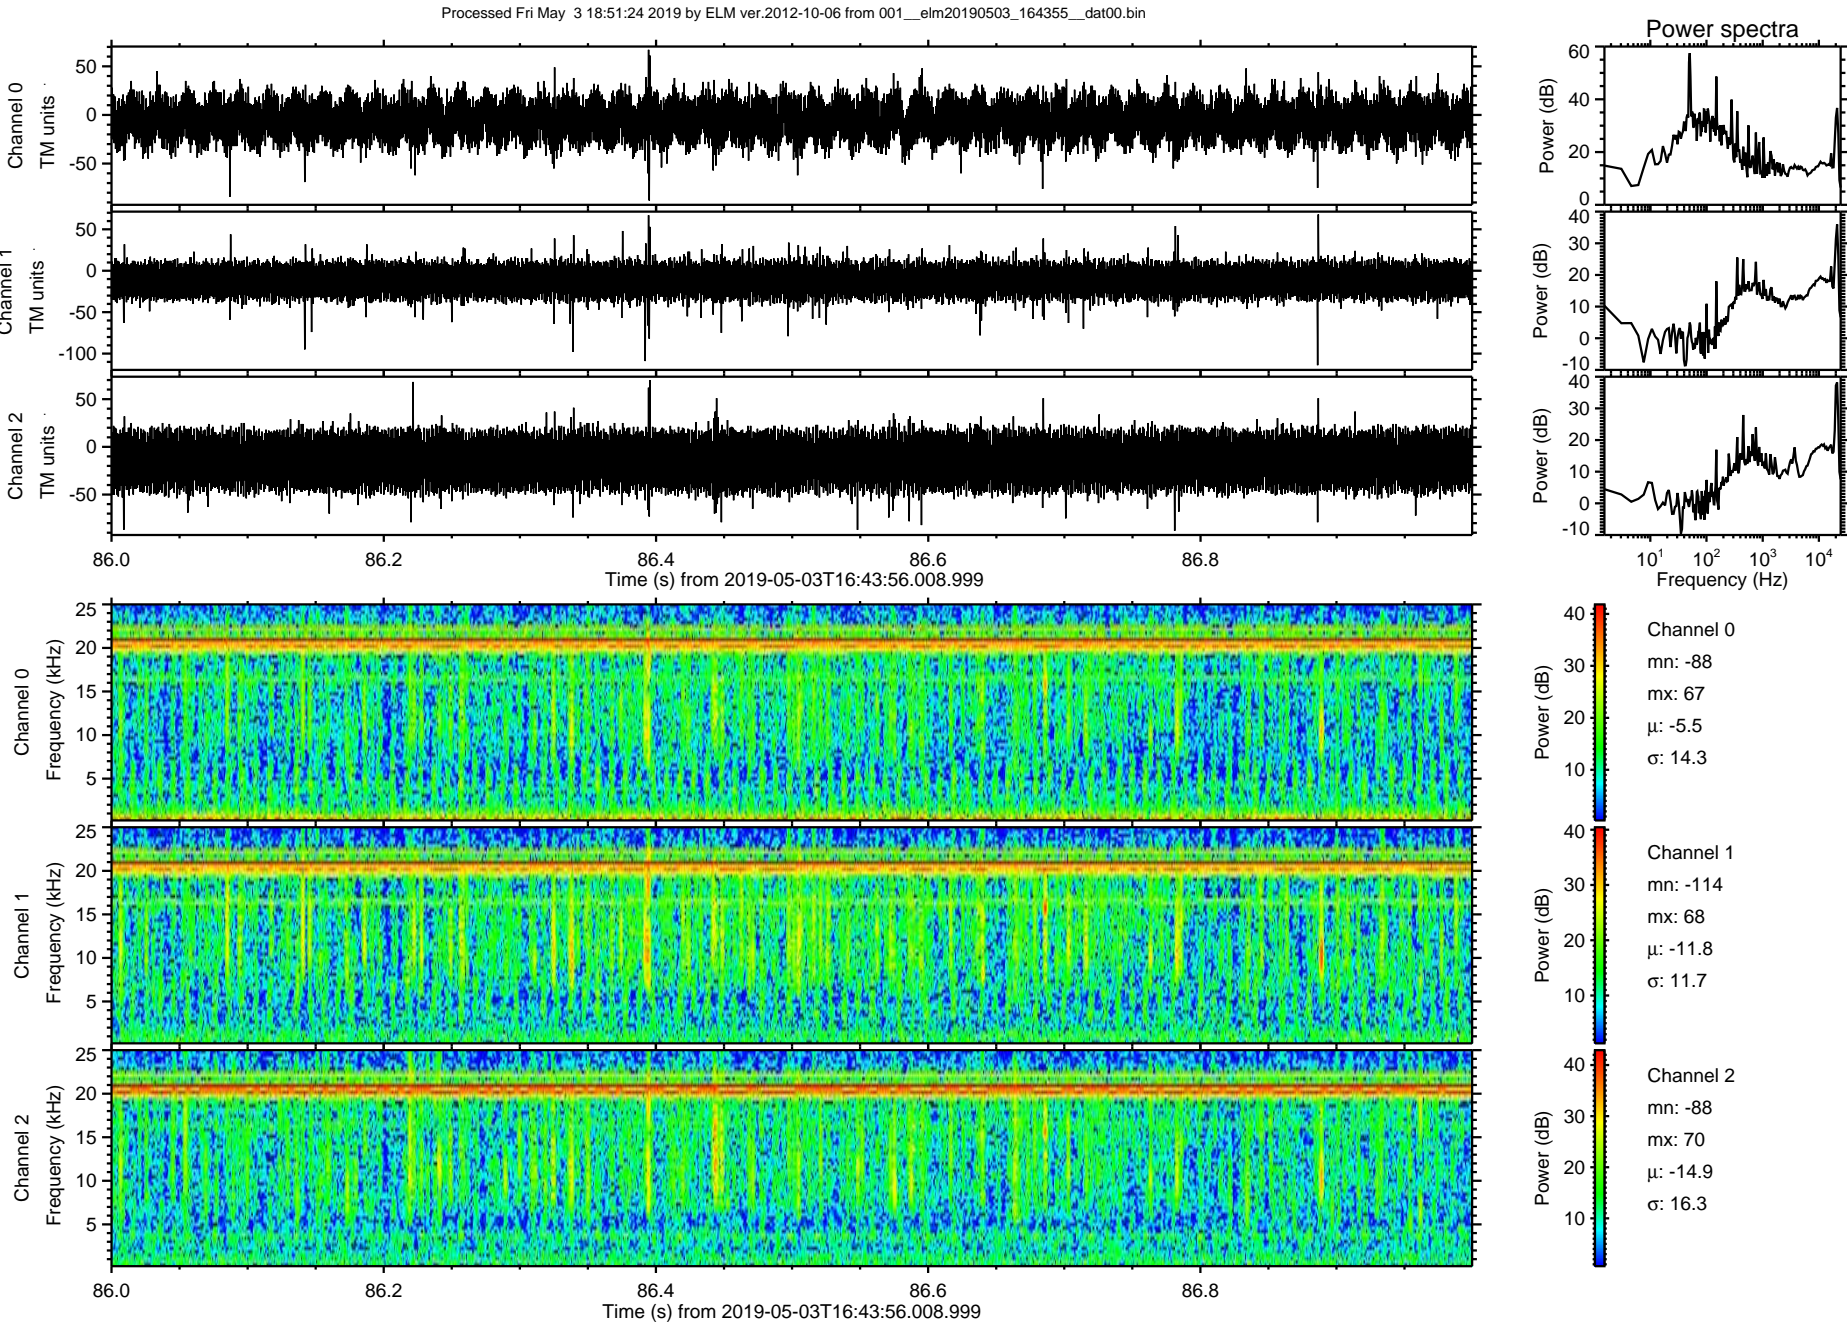 Processed Fri May 3 18:51:24 2019 by ELM ver.2012-10-06 from 001__elm20190503_164355__dat00.bin
Power spectra
Channel 0
TM units
50
0
-50
Power (dB)
60
40
20
0
Channel 1
TM units
50
0
-50
-100
Power (dB)
40
30
20
10
0
-10
Channel 2
TM units
50
0
-50
Power (dB)
40
30
20
10
0
-10
86.0 86.2 86.4 86.6 86.8
Time (s) from 2019-05-03T16:43:56.008.999
10^1 10^2 10^3 10^4
Frequency (Hz)
Channel 0
Frequency (kHz)
25
20
15
10
5
Power (dB)
40
30
20
10
Channel 0
mn: -88
mx: 67
μ: -5.5
σ: 14.3
Channel 1
Frequency (kHz)
25
20
15
10
5
Power (dB)
40
30
20
10
Channel 1
mn: -114
mx: 68
μ: -11.8
σ: 11.7
Channel 2
Frequency (kHz)
25
20
15
10
5
Power (dB)
40
30
20
10
Channel 2
mn: -88
mx: 70
μ: -14.9
σ: 16.3
86.0 86.2 86.4 86.6 86.8
Time (s) from 2019-05-03T16:43:56.008.999